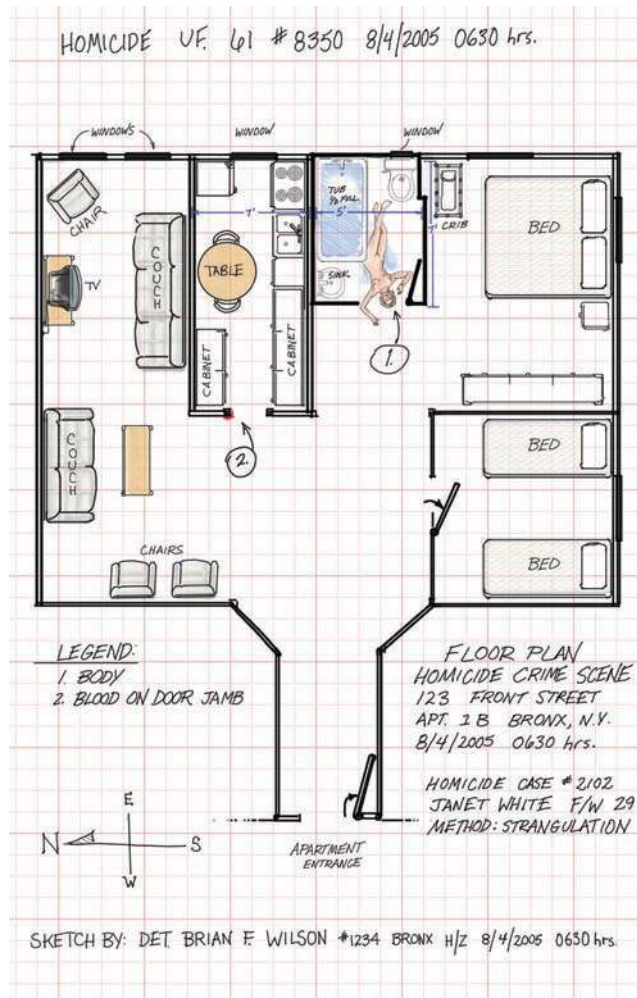 HOMICIDE UF. 61 # 8350 8/4/2005 0630 hrs.
WINDOWS
WINDOW
WINDOW
CHAIR
TV
COUCH
TABLE
7'
CABINET
CABINET
TUB
5'
SINK
7'
CRIB
BED
1.
2.
COUCH
CHAIRS
BED
BED
LEGEND:
1. BODY
2. BLOOD ON DOOR JAMB
FLOOR PLAN
HOMICIDE CRIME SCENE
123 FRONT STREET
APT. 1B BRONX, N.Y.
8/4/2005 0630 hrs.
HOMICIDE CASE # 2102
JANET WHITE F/W 29
METHOD: STRANGULATION
E
N
S
W
APARTMENT
ENTRANCE
SKETCH BY: DET. BRIAN F. WILSON #1234 BRONX H/Z 8/4/2005 0630 hrs.